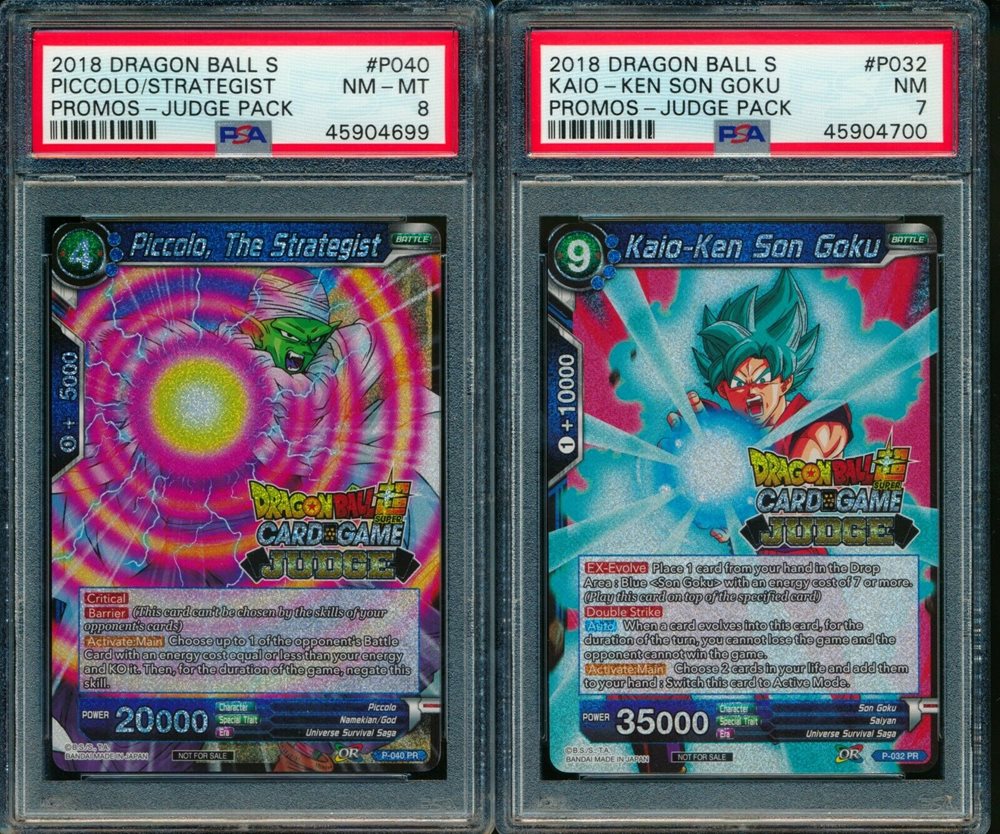 2018 DRAGON BALL S #P040
PICCOLO/STRATEGIST NM - MT
PROMOS - JUDGE PACK 8
PSA 45904699
4
Piccolo, The Strategist BATTLE
+ 5000
DRAGON BALL
SUPER
CARD GAME
JUDGE
Critical
Barrier (This card can't be chosen by the skills of your
opponent's cards)
Activate:Main Choose up to 1 of the opponent's Battle
Card with an energy cost equal or less than your energy
and KO it. Then, for the duration of the game, negate this
skill.
POWER 20000
Character Piccolo
Special Trait Namekian/God
Era Universe Survival Saga
©B.S./S., T.A.
BANDAI MADE IN JAPAN NOT FOR SALE P-040 PR
2018 DRAGON BALL S #P032
KAIO - KEN SON GOKU NM
PROMOS - JUDGE PACK 7
PSA 45904700
9
Kaio-Ken Son Goku BATTLE
1 + 10000
DRAGON BALL
SUPER
CARD GAME
JUDGE
EX-Evolve Place 1 card from your hand in the Drop
Area : Blue <Son Goku> with an energy cost of 7 or more.
(Play this card on top of the specified card)
Double Strike
Auto When a card evolves into this card, for the
duration of the turn, you cannot lose the game and the
opponent cannot win the game.
Activate:Main Choose 2 cards in your life and add them
to your hand : Switch this card to Active Mode.
POWER 35000
Character Son Goku
Special Trait Saiyan
Era Universe Survival Saga
©B.S./S., T.A.
BANDAI MADE IN JAPAN NOT FOR SALE P-032 PR